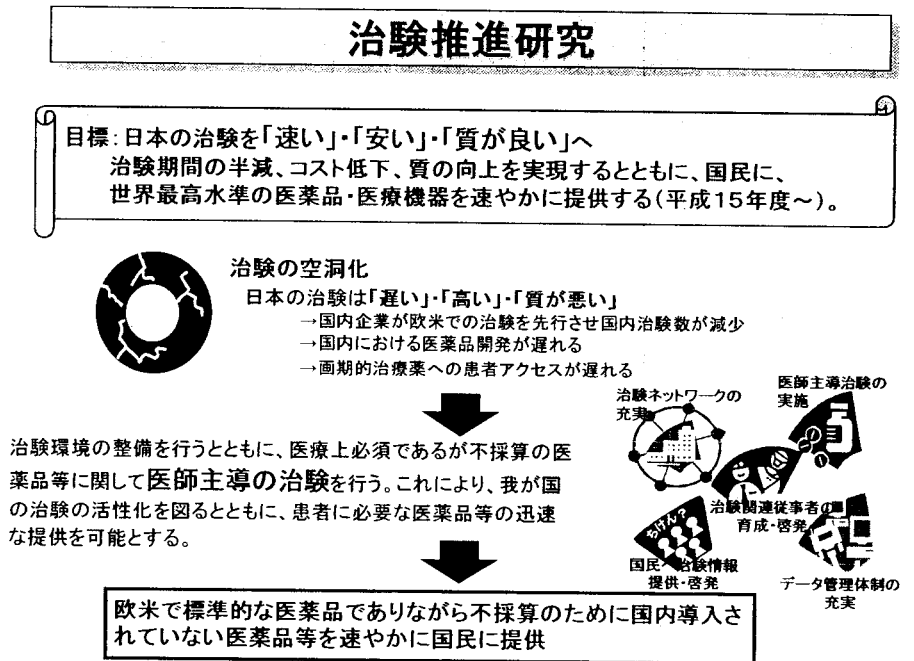 治験推進研究
目標:日本の治験を「速い」・「安い」・「質が良い」へ
治験期間の半減、コスト低下、質の向上を実現するとともに、国民に、
世界最高水準の医薬品・医療機器を速やかに提供する(平成15年度~)。
治験の空洞化
日本の治験は「遅い」・「高い」・「質が悪い」
→国内企業が欧米での治験を先行させ国内治験数が減少
→国内における医薬品開発が遅れる
→画期的治療薬への患者アクセスが遅れる
治験ネットワークの
充実
医師主導治験の
実施
治験環境の整備を行うとともに、医療上必須であるが不採算の医
薬品等に関して医師主導の治験を行う。これにより、我が国
の治験の活性化を図るとともに、患者に必要な医薬品等の迅速
な提供を可能とする。
治験関連従事者の
育成・啓発
ちけん?
国民へ治験情報
提供・啓発
データ管理体制の
充実
欧米で標準的な医薬品でありながら不採算のために国内導入さ
れていない医薬品等を速やかに国民に提供